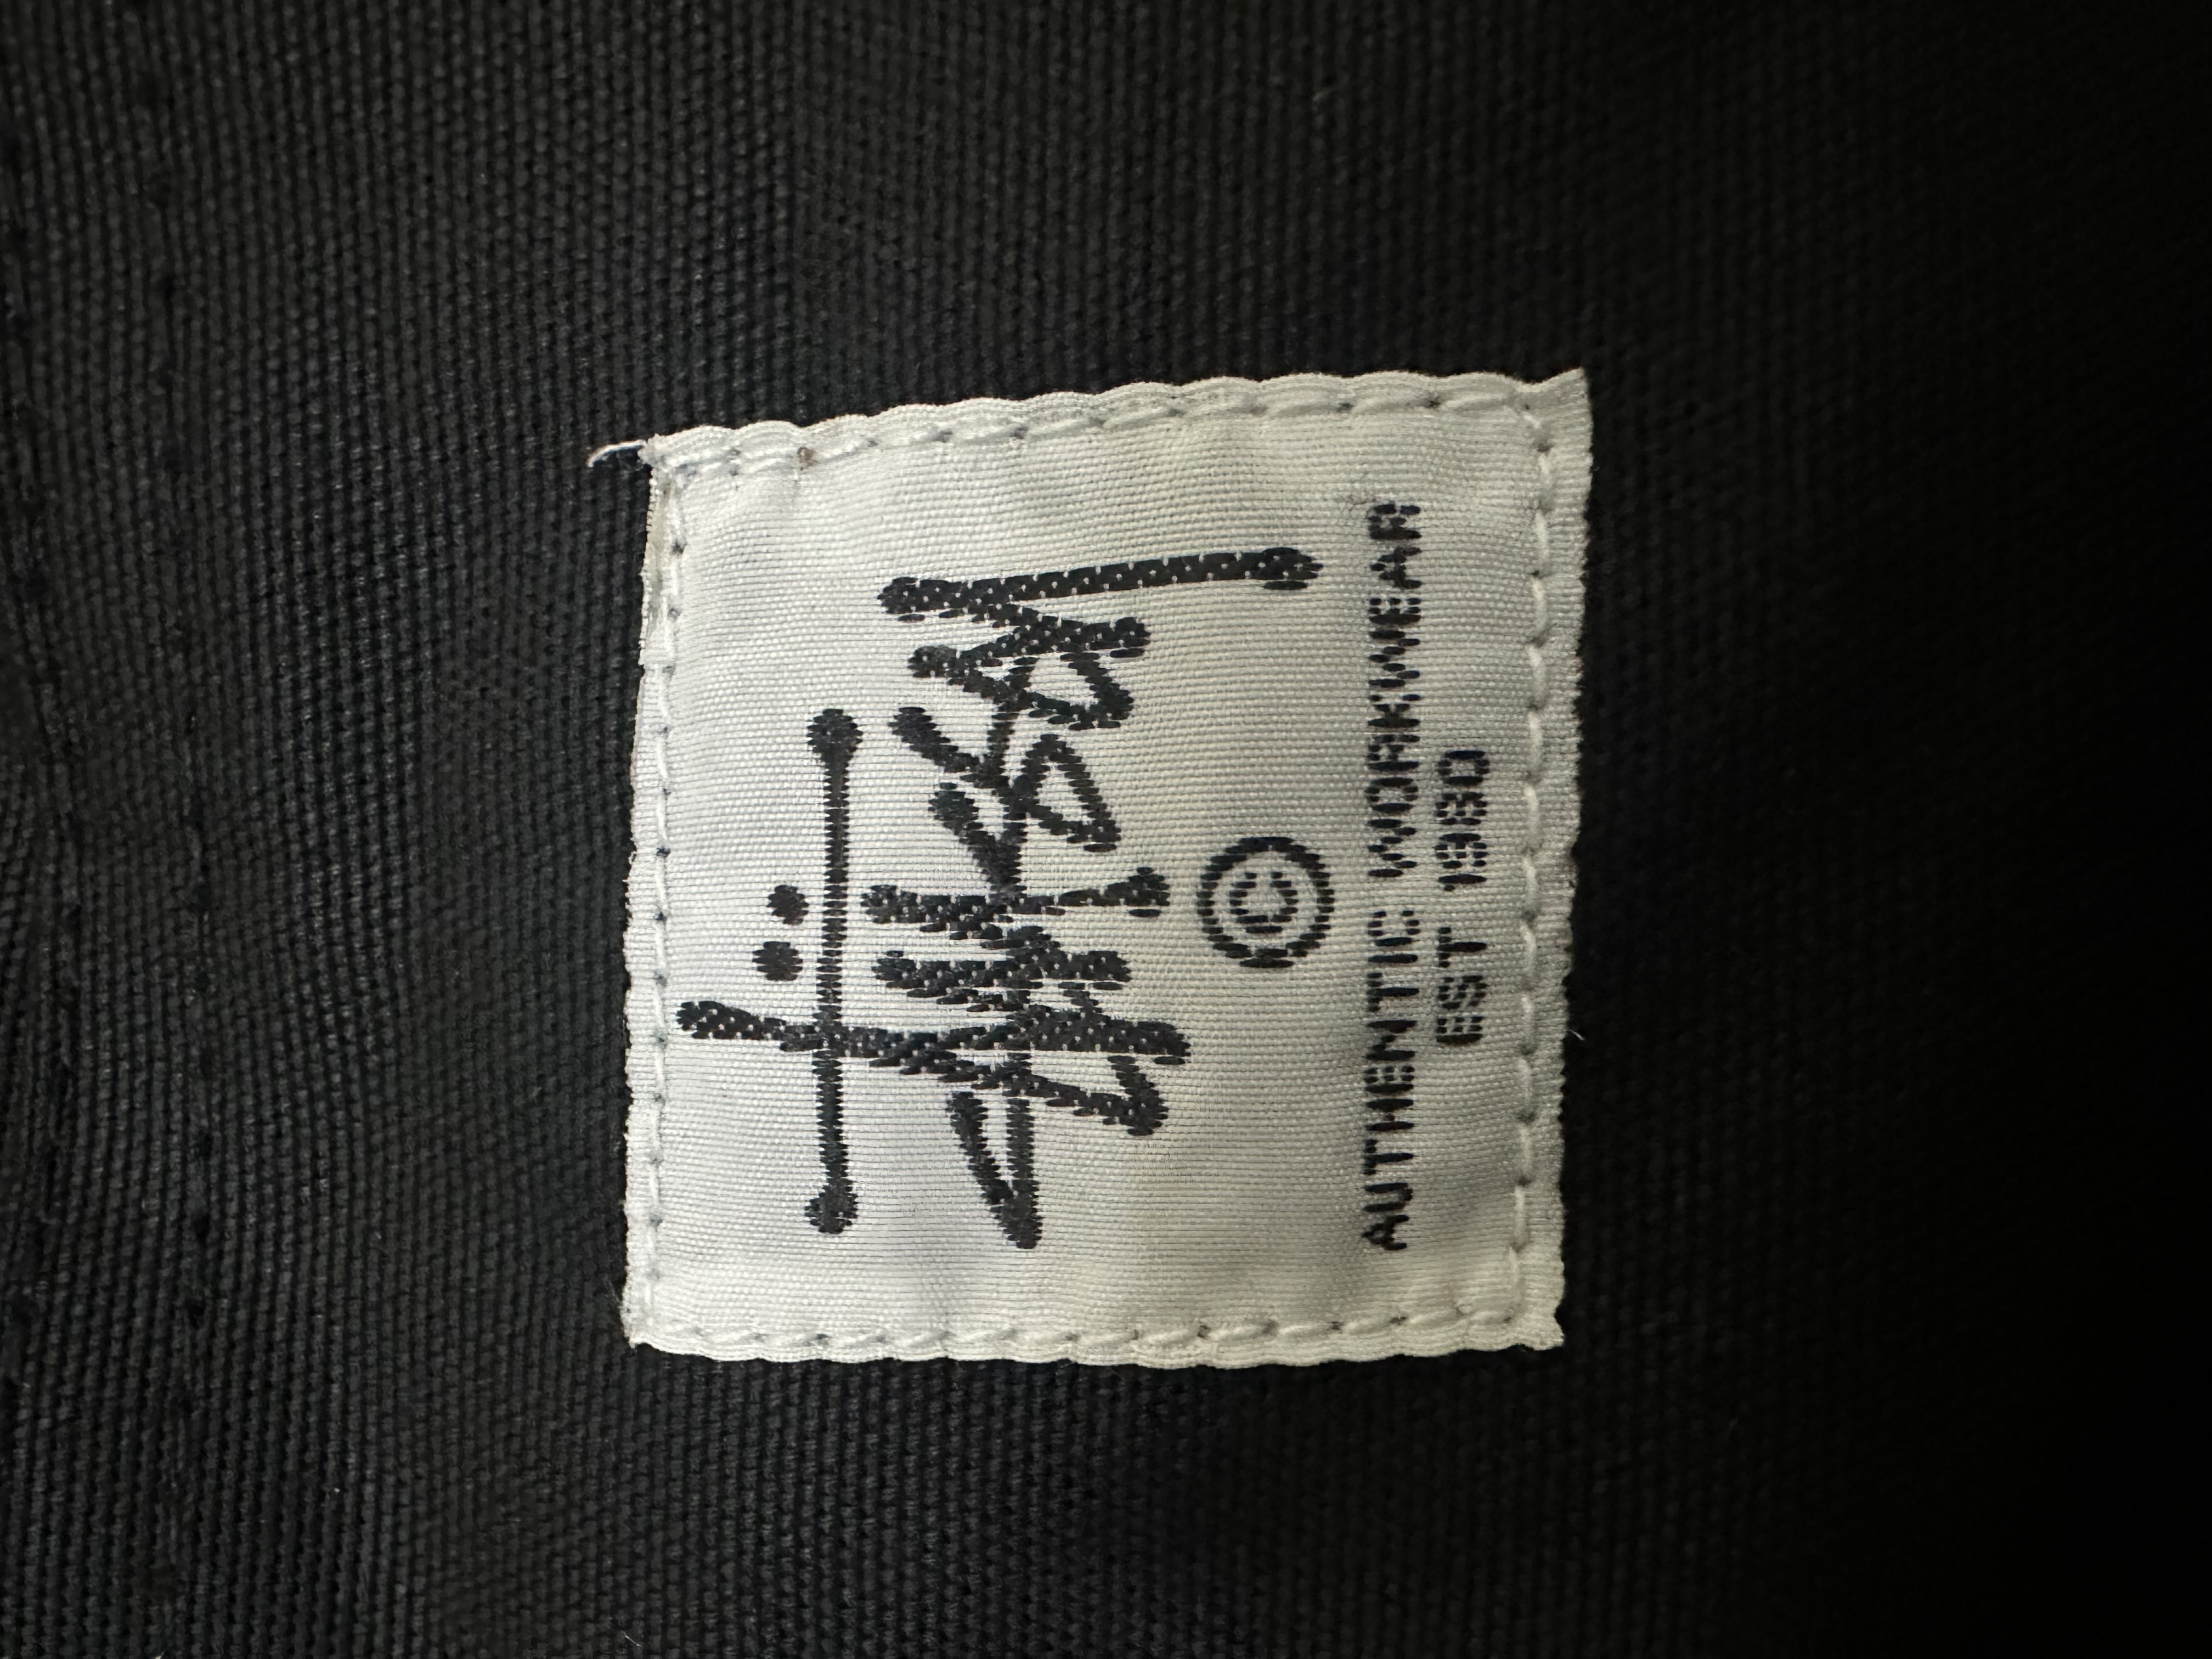 Stüssy
©
AUTHENTIC WORKWEAR
EST 1980